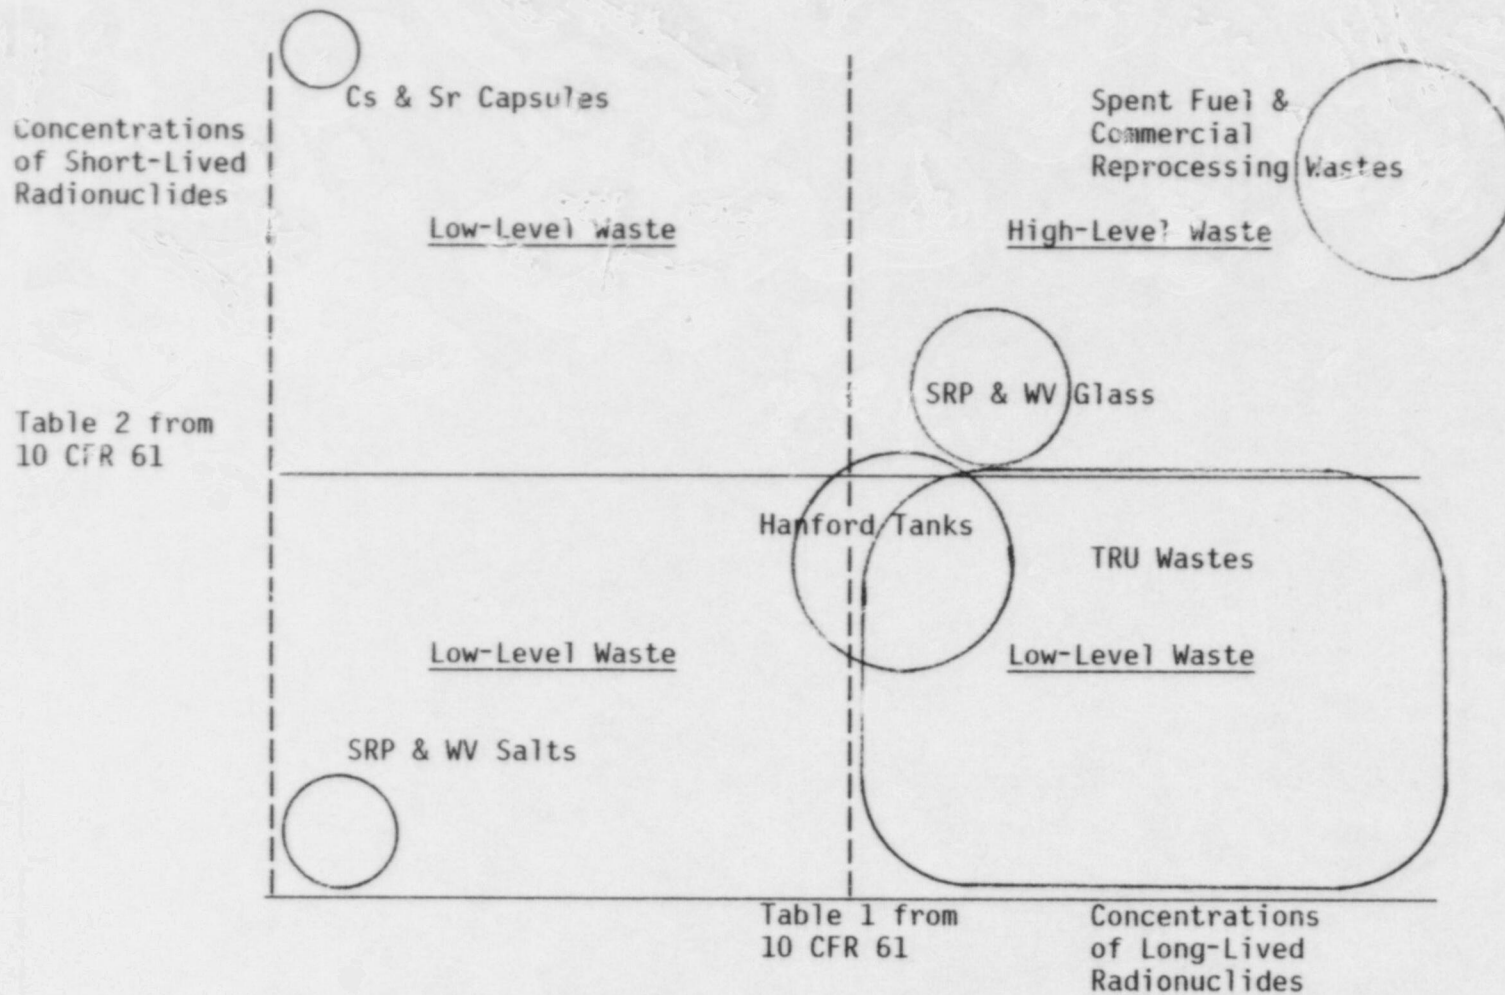 Cs & Sr Capsules
Concentrations
of Short-Lived
Radionuclides
Spent Fuel &
Commercial
Reprocessing Wastes
Low-Level Waste
High-Level Waste
SRP & WV Glass
Table 2 from
10 CFR 61
Hanford Tanks
TRU Wastes
Low-Level Waste
Low-Level Waste
SRP & WV Salts
Table 1 from
10 CFR 61
Concentrations
of Long-Lived
Radionuclides